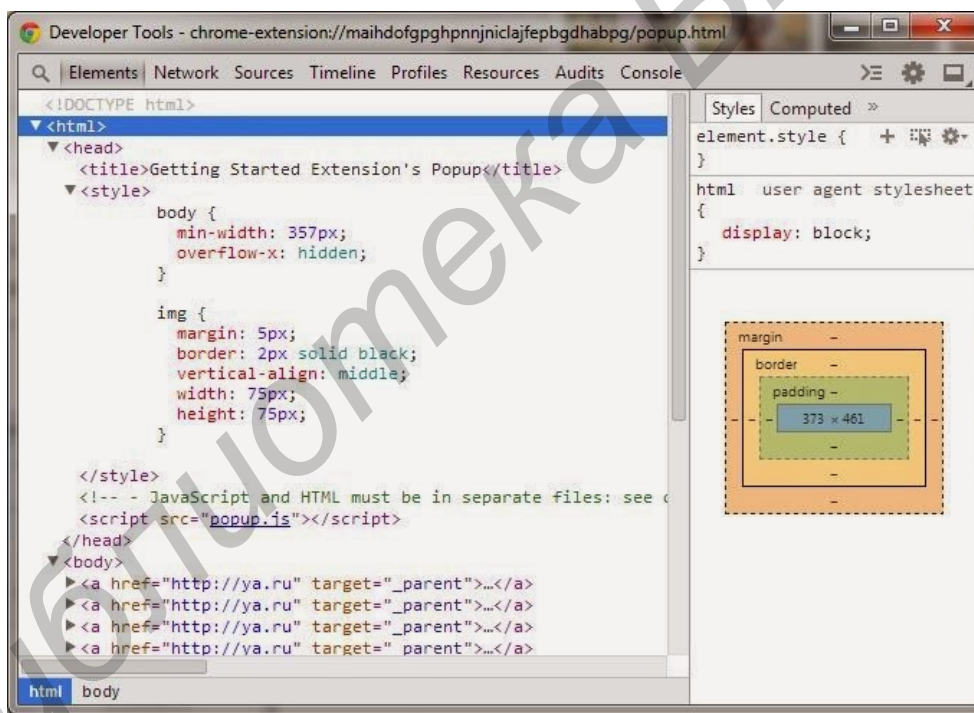 Developer Tools - chrome-extension://maihdofgpghpnnjniclajfepbgdhabpg/popup.html
Elements Network Sources Timeline Profiles Resources Audits Console
<!DOCTYPE html>
▼<html>
▼<head>
<title>Getting Started Extension's Popup</title>
▼<style>
body {
min-width: 357px;
overflow-x: hidden;
}
img {
margin: 5px;
border: 2px solid black;
vertical-align: middle;
width: 75px;
height: 75px;
}
</style>
<!-- - JavaScript and HTML must be in separate files: see
<script src="popup.js"></script>
</head>
▼<body>
▶<a href="http://ya.ru" target="_parent">…</a>
▶<a href="http://ya.ru" target="_parent">…</a>
▶<a href="http://ya.ru" target="_parent">…</a>
▶<a href="http://ya.ru" target="_parent">…</a>
html body
Styles Computed »
element.style {
}
html user agent stylesheet
{
display: block;
}
margin –
border –
padding –
373 × 461
–
–
–